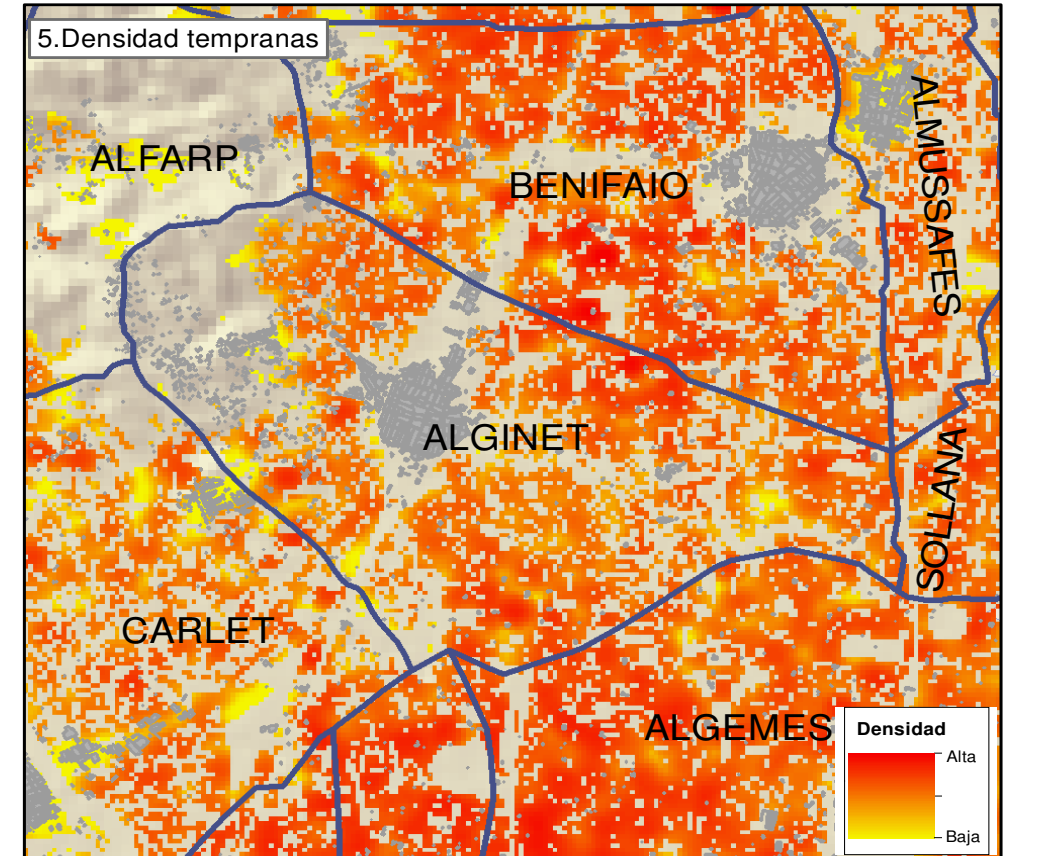 5.Densidad tempranas
ALFARP
BENIFAIO
ALMUSSAFES
ALGINET
SOLLANA
CARLET
ALGEMES
Densidad
Alta
Baja